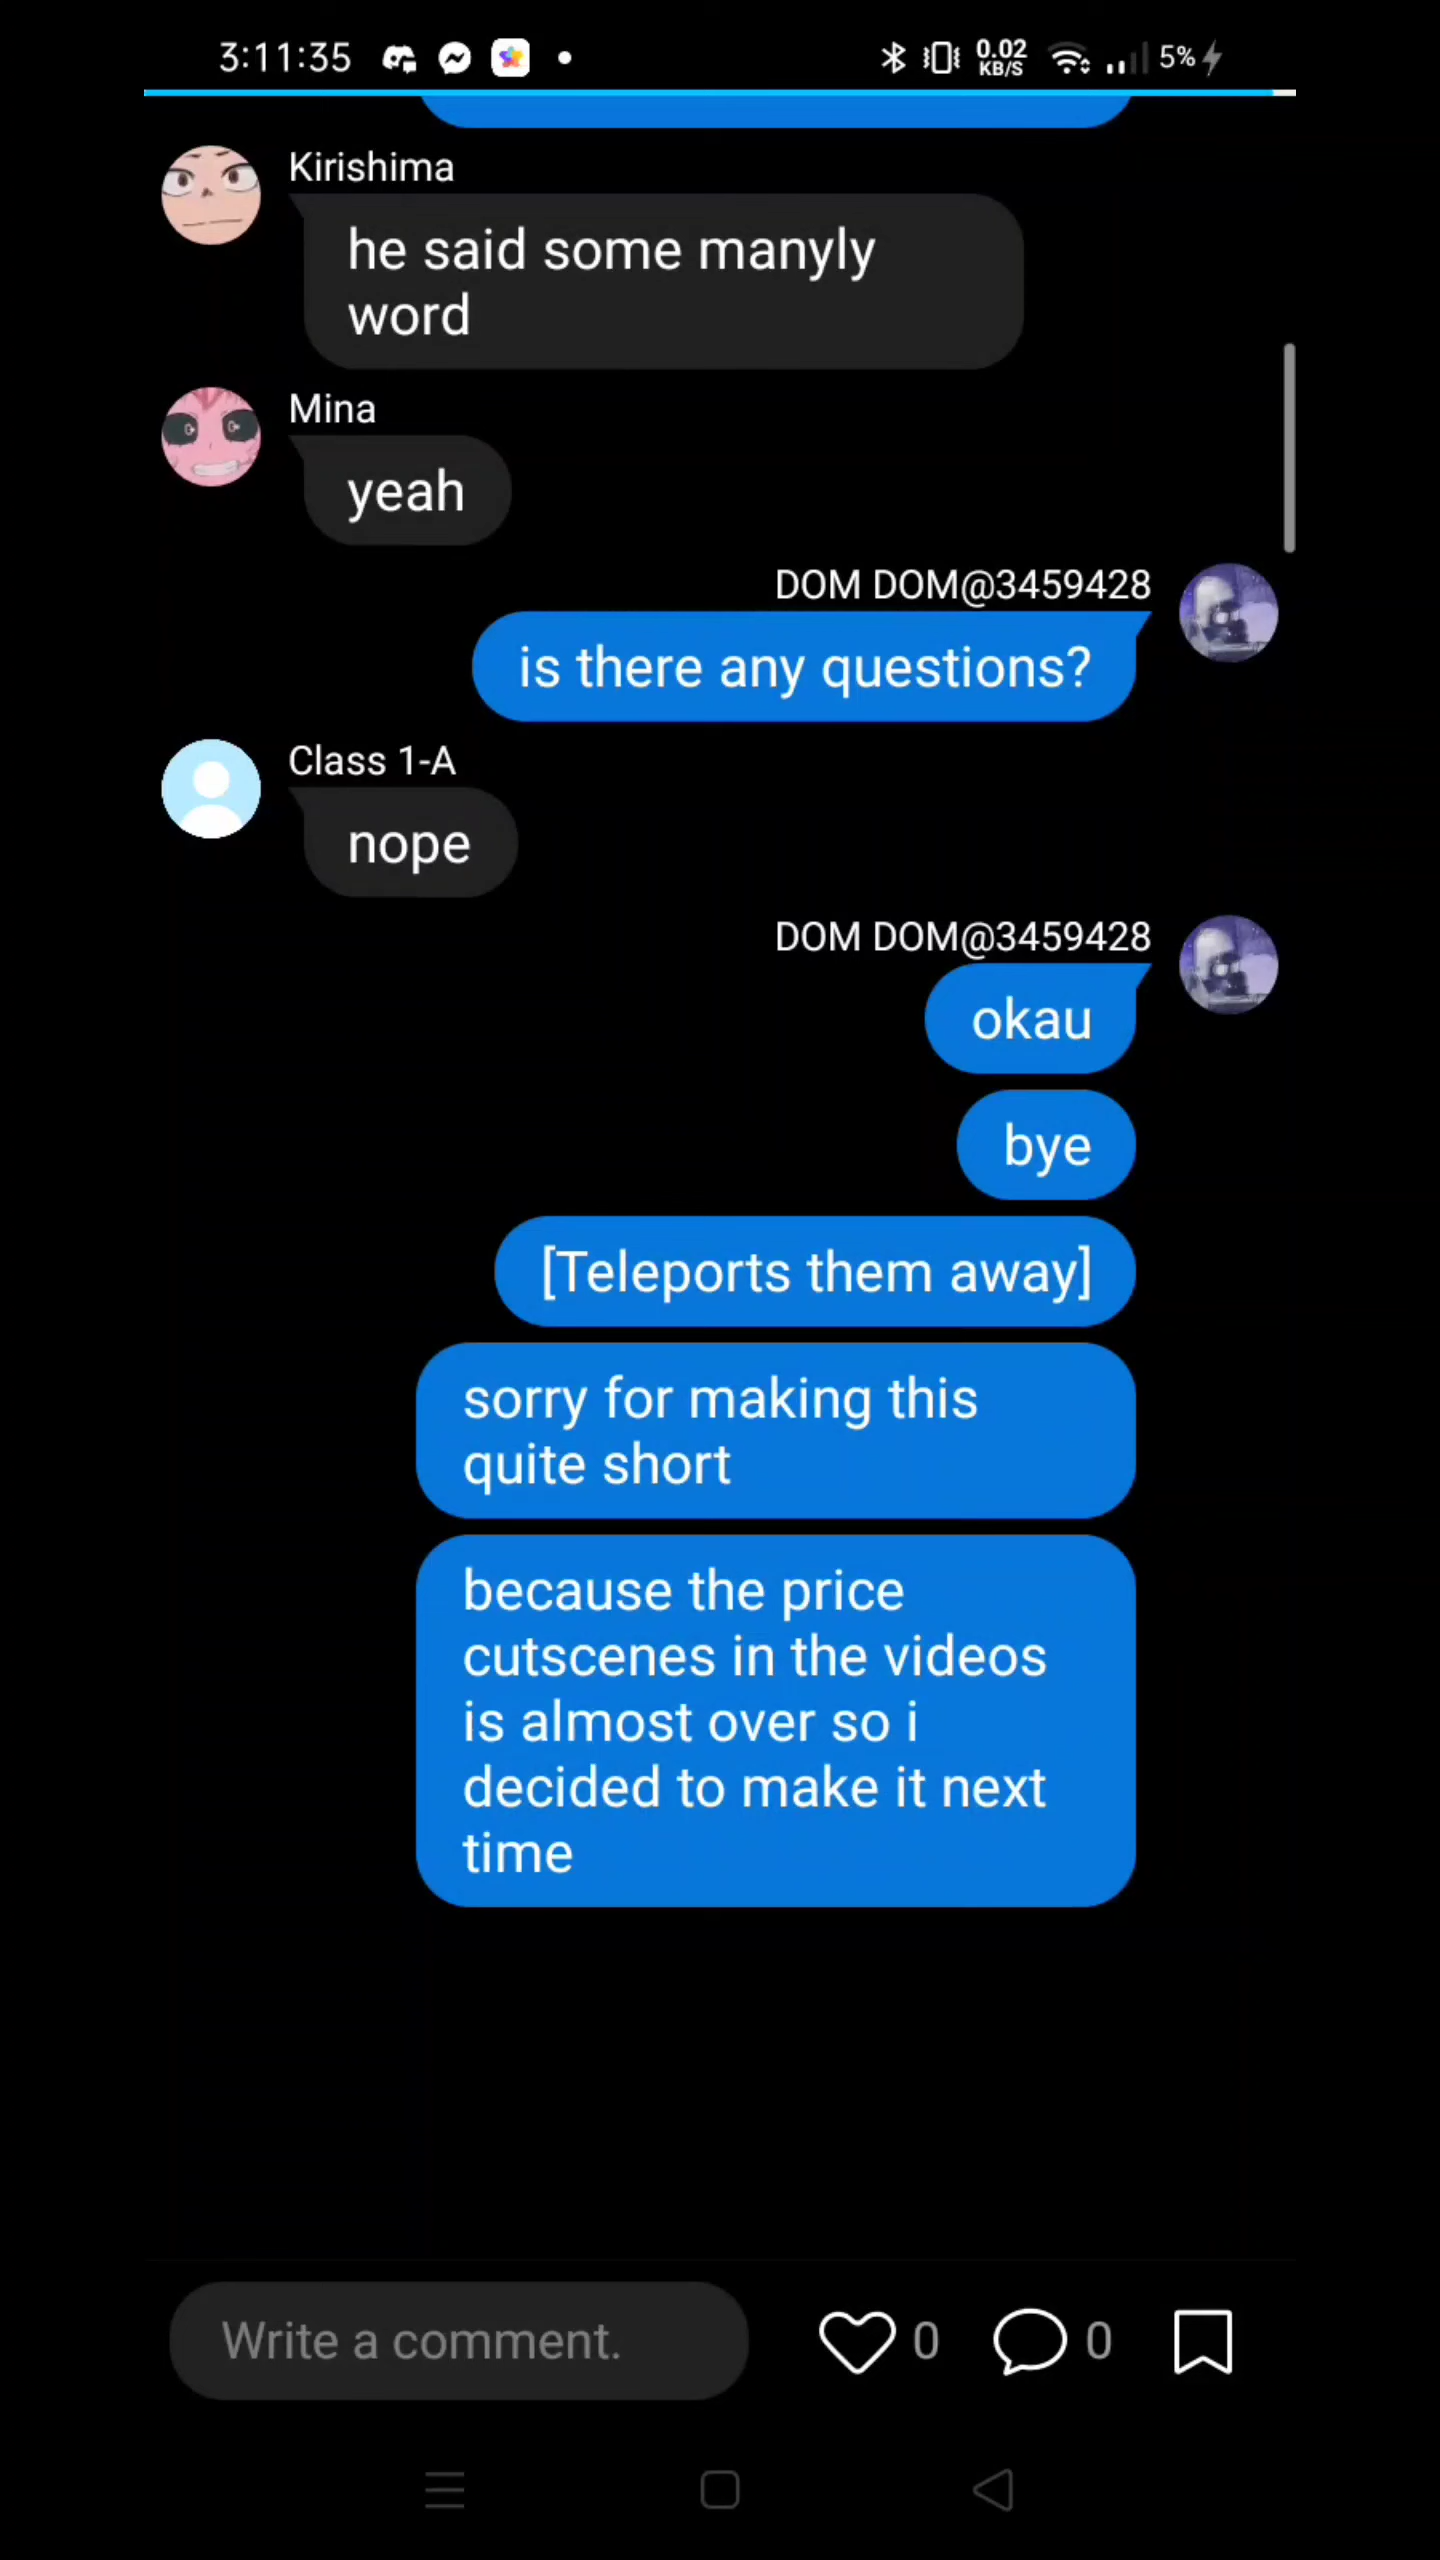 3:11:35
0.02
KB/S
5%
Kirishima
he said some manyly
word
Mina
yeah
DOM DOM@3459428
is there any questions?
Class 1-A
nope
DOM DOM@3459428
okau
bye
[Teleports them away]
sorry for making this
quite short
because the price
cutscenes in the videos
is almost over so i
decided to make it next
time
Write a comment.
0
0